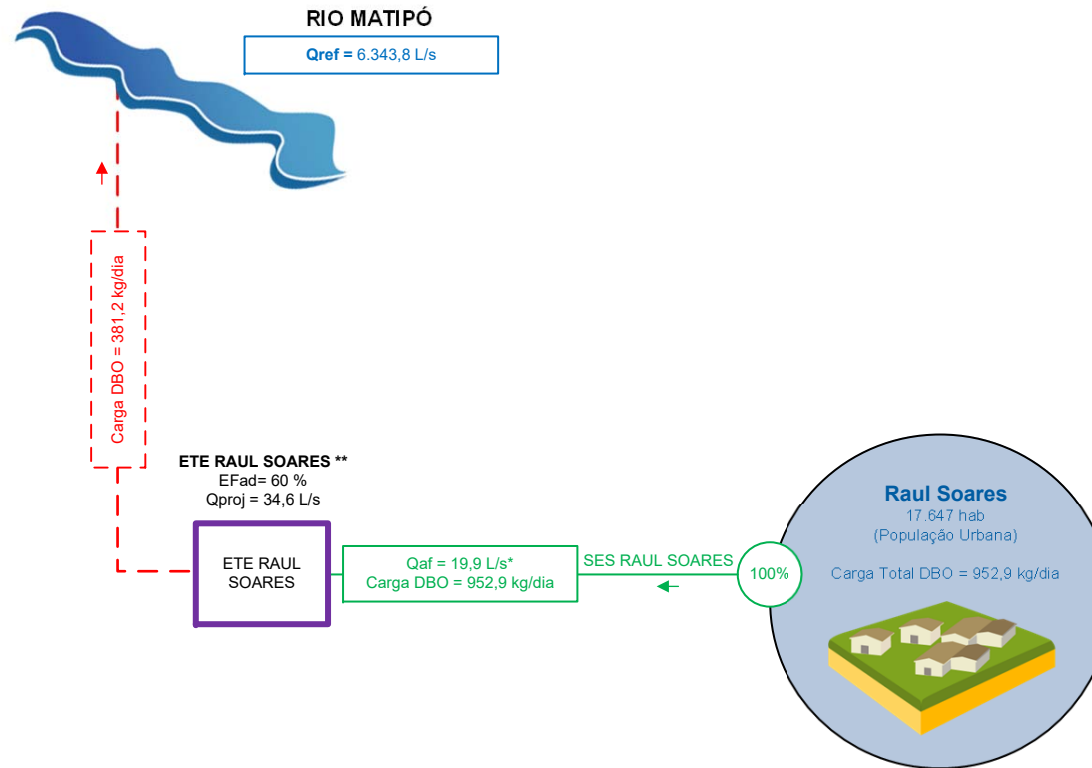 RIO MATIPÓ
Qref = 6.343,8 L/s
Carga DBO = 381,2 kg/dia
ETE RAUL SOARES **
EFad= 60 %
Qproj = 34,6 L/s
ETE RAUL
SOARES
Qaf = 19,9 L/s*
Carga DBO = 952,9 kg/dia
SES RAUL SOARES
100%
Raul Soares
17.647 hab
(População Urbana)
Carga Total DBO = 952,9 kg/dia